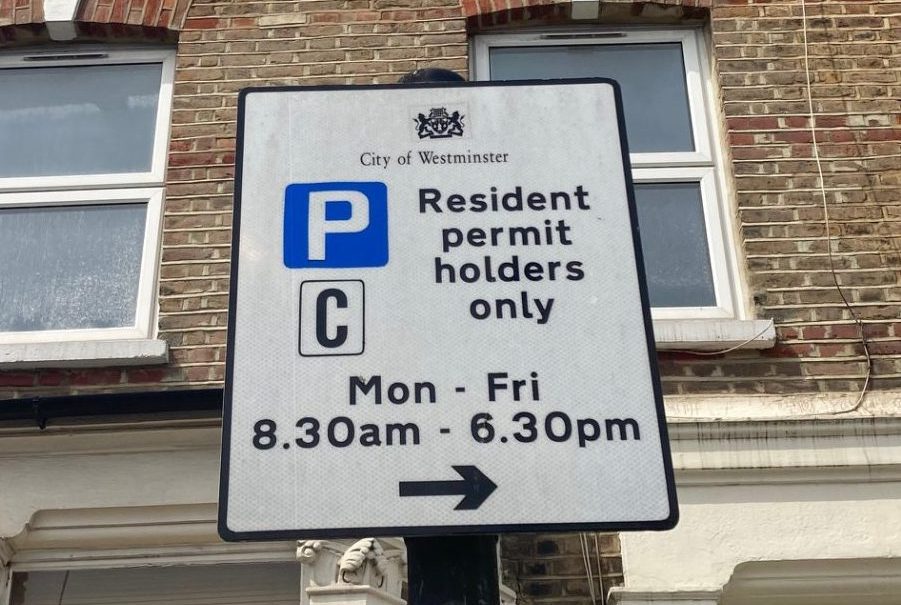 City of Westminster
P
Resident
permit
holders
only
C
Mon - Fri
8.30am - 6.30pm